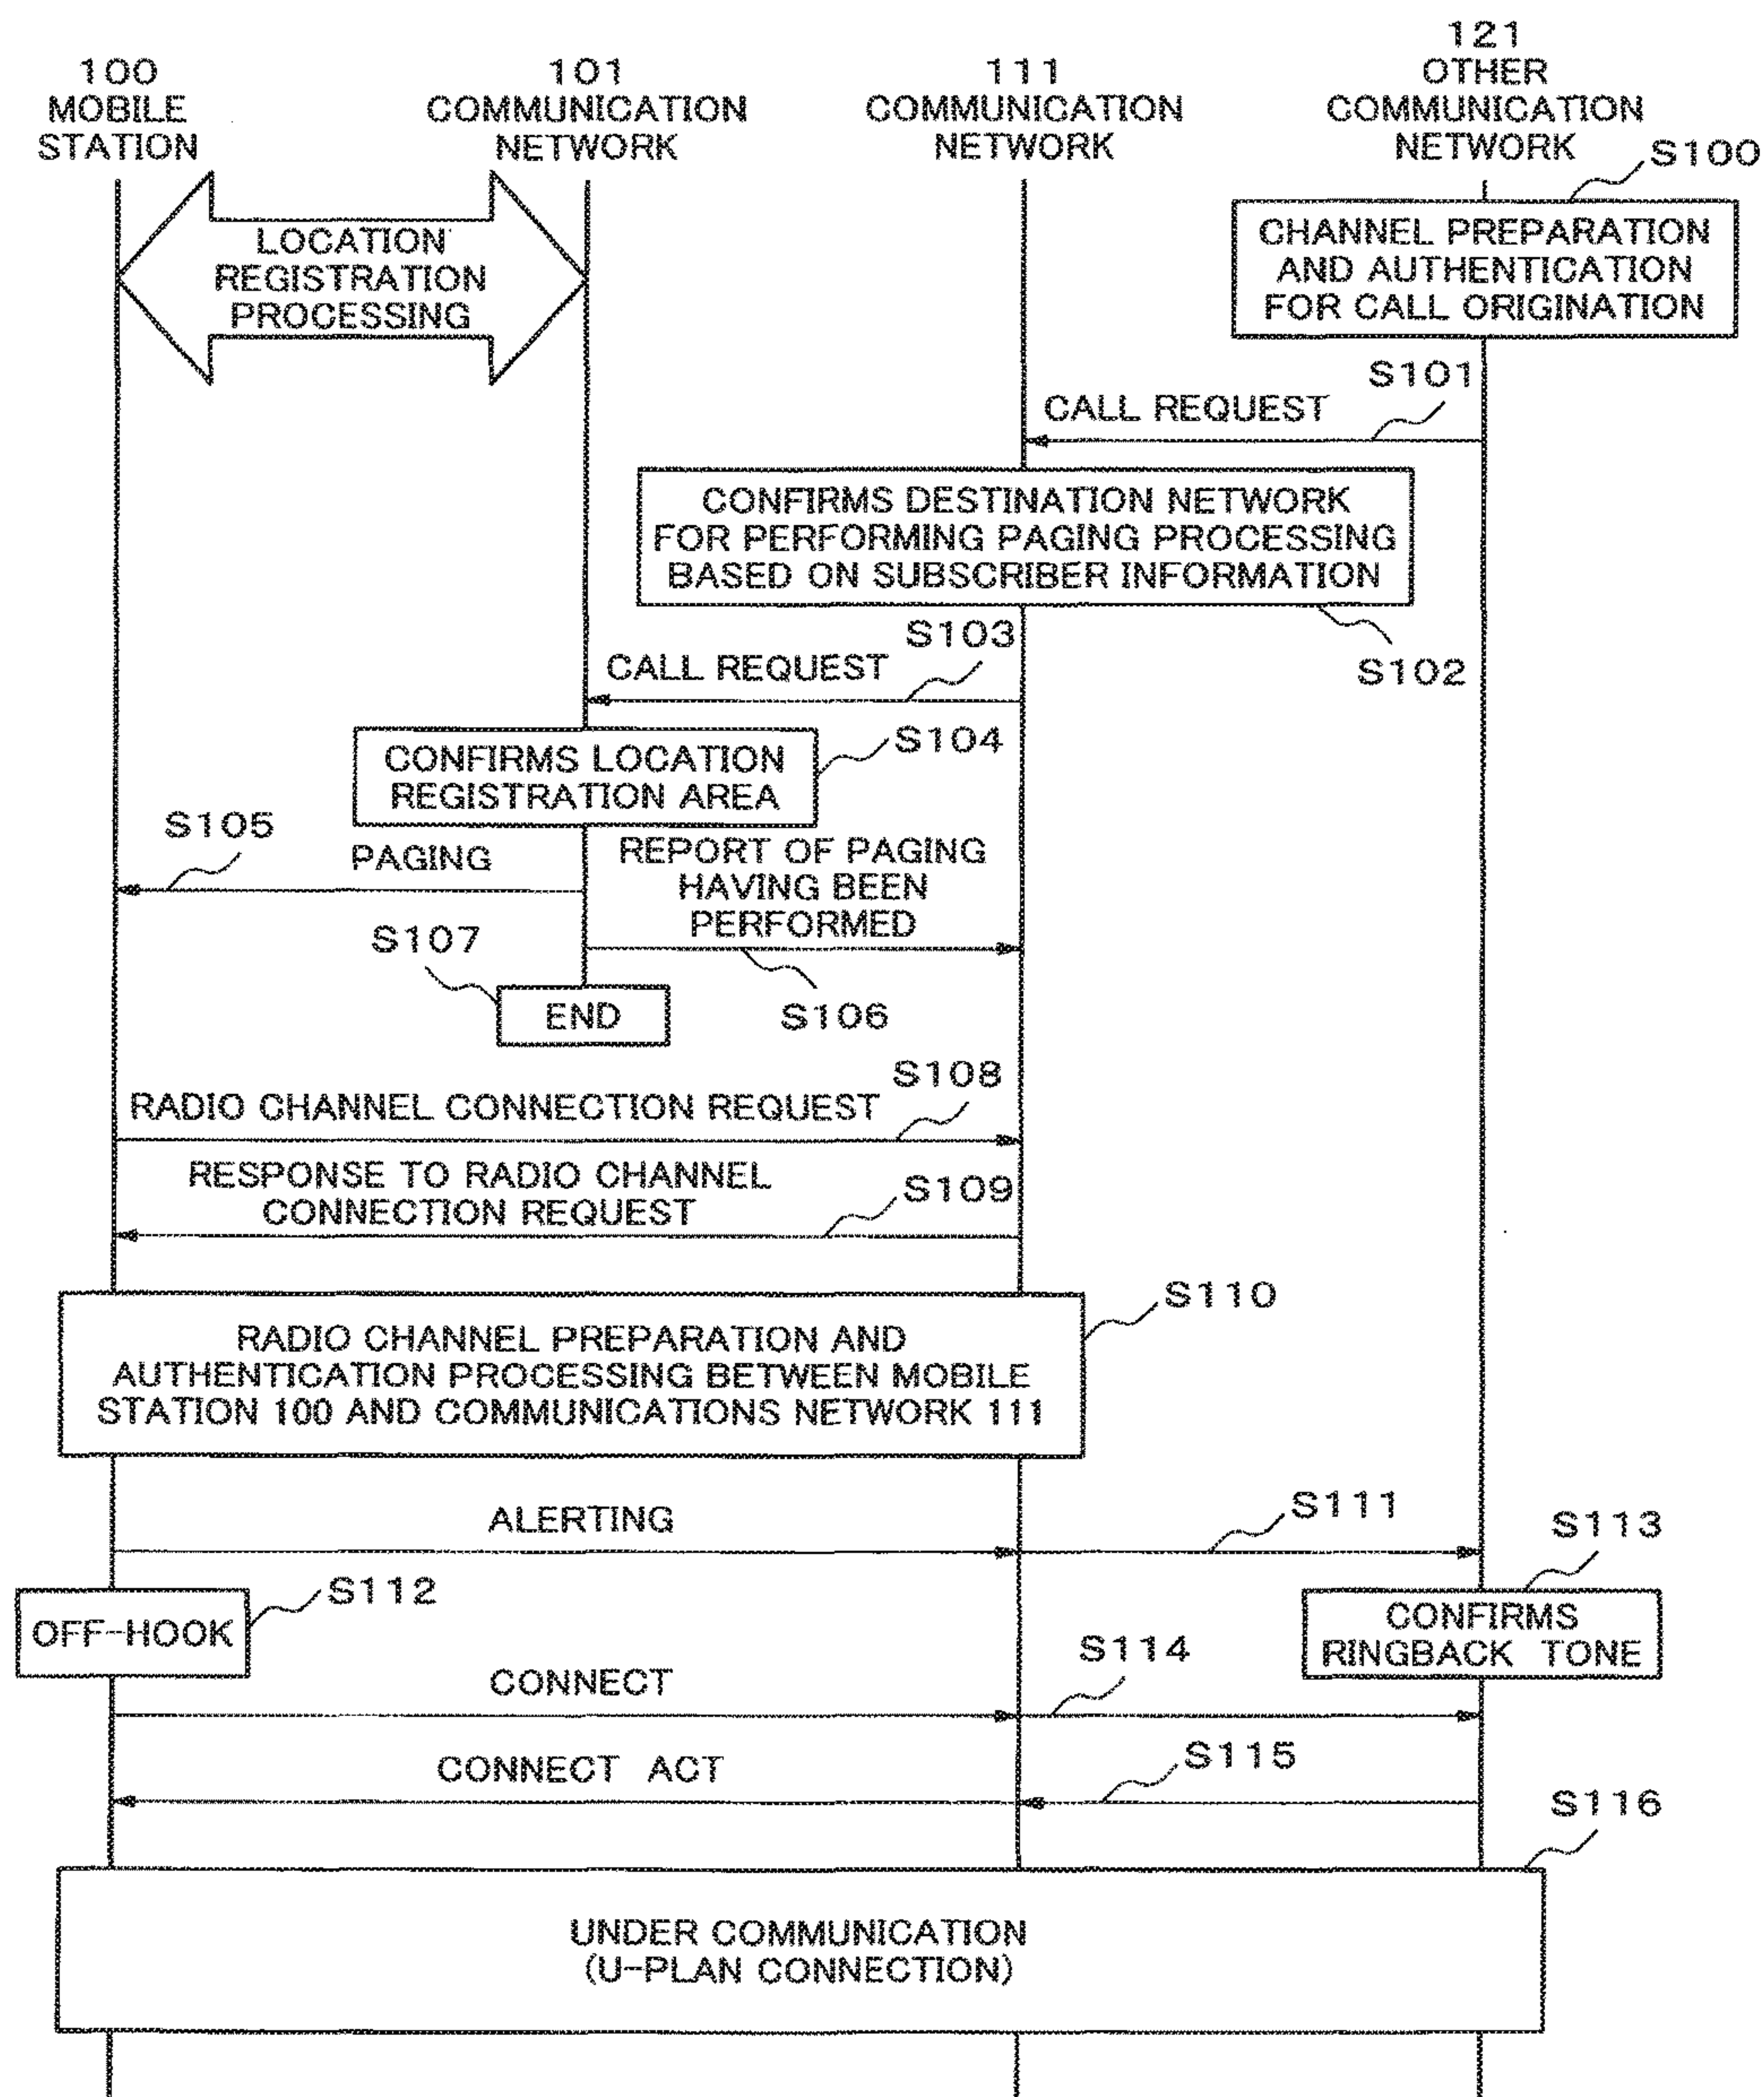 100
MOBILE
STATION
101
COMMUNICATION
NETWORK
111
COMMUNICATION
NETWORK
121
OTHER
COMMUNICATION
NETWORK
S100
LOCATION
REGISTRATION
PROCESSING
CHANNEL PREPARATION
AND AUTHENTICATION
FOR CALL ORIGINATION
S101
CALL REQUEST
CONFIRMS DESTINATION NETWORK
FOR PERFORMING PAGING PROCESSING
BASED ON SUBSCRIBER INFORMATION
S102
S103
CALL REQUEST
CONFIRMS LOCATION
REGISTRATION AREA
S104
S105
PAGING
REPORT OF PAGING
HAVING BEEN
PERFORMED
S106
S107
END
S108
RADIO CHANNEL CONNECTION REQUEST
RESPONSE TO RADIO CHANNEL
CONNECTION REQUEST
S109
S110
RADIO CHANNEL PREPARATION AND
AUTHENTICATION PROCESSING BETWEEN MOBILE
STATION 100 AND COMMUNICATIONS NETWORK 111
ALERTING
S111
S113
S112
OFF-HOOK
CONFIRMS
RINGBACK TONE
CONNECT
S114
CONNECT ACT
S115
S116
UNDER COMMUNICATION
(U-PLAN CONNECTION)